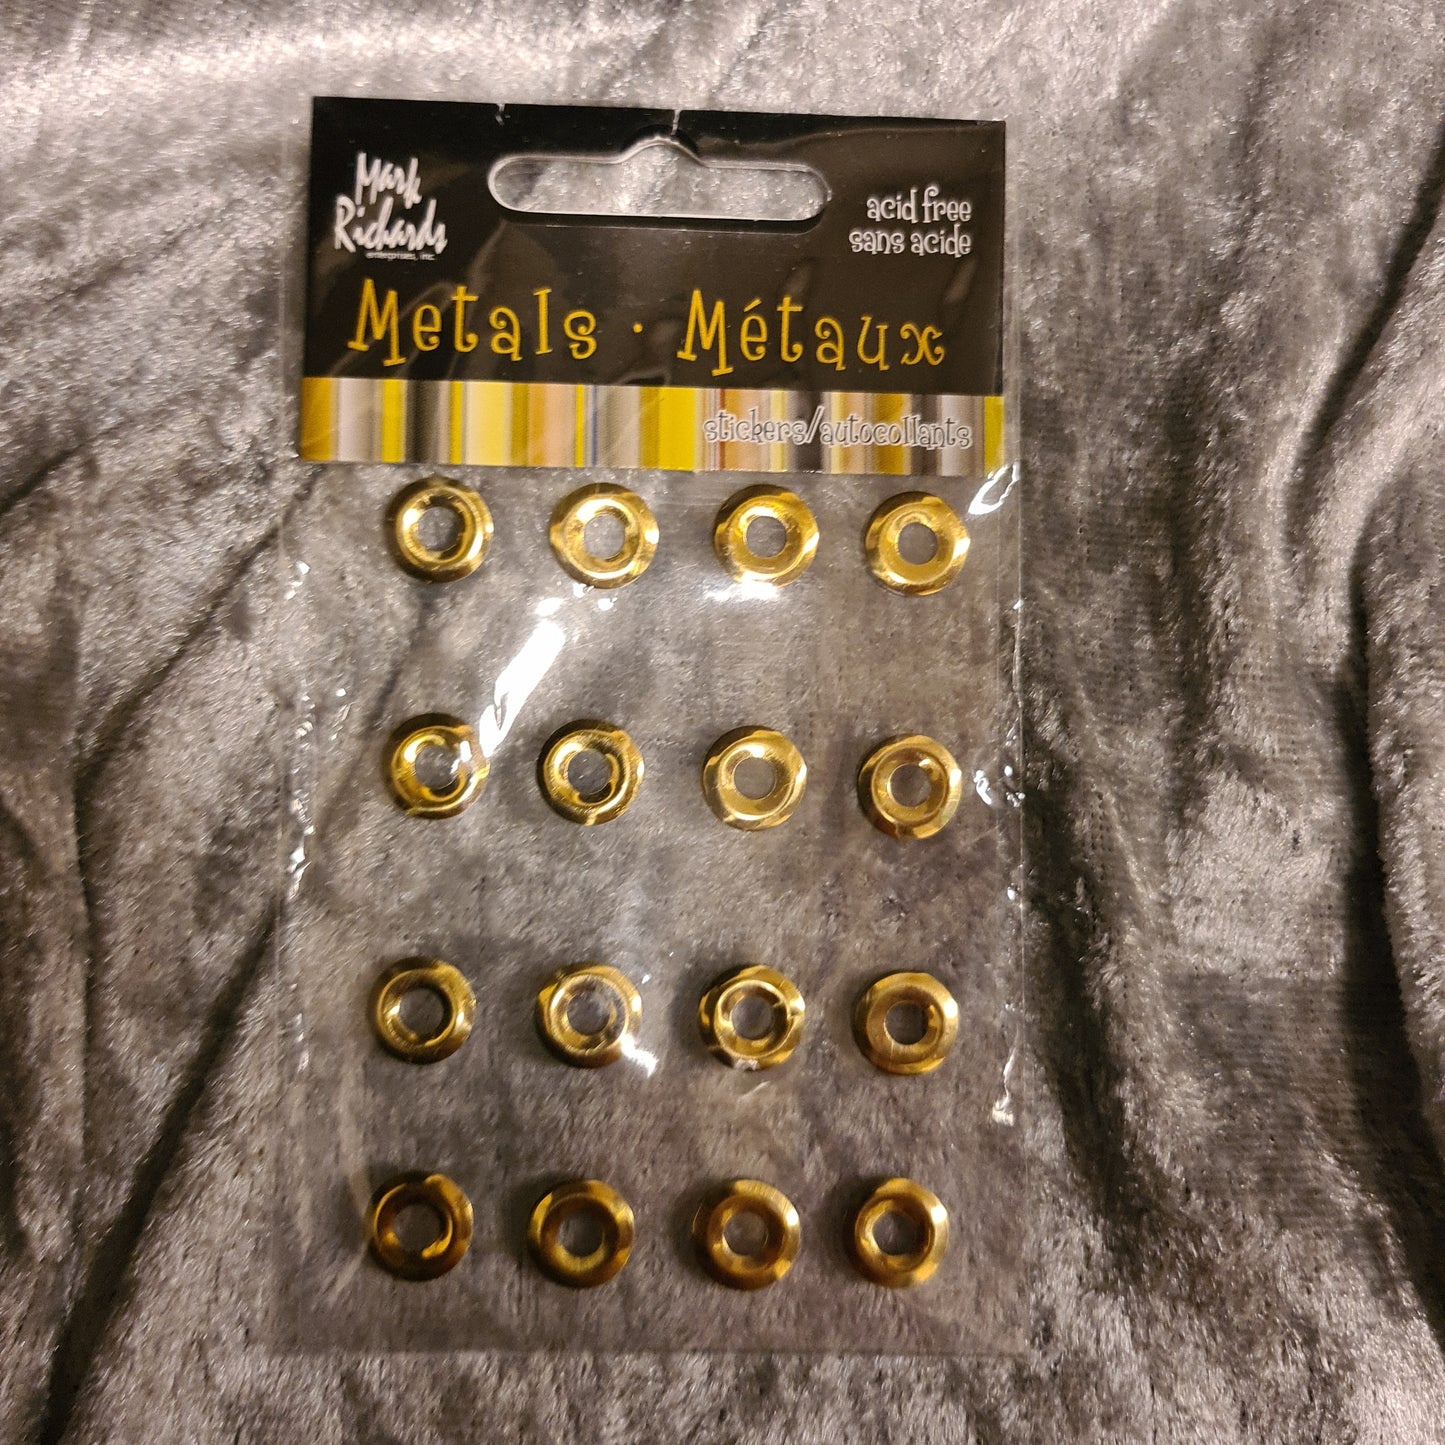 Mark
Richards
enterprises, inc.
acid free
sans acide
Metals · Métaux
stickers/autocollants